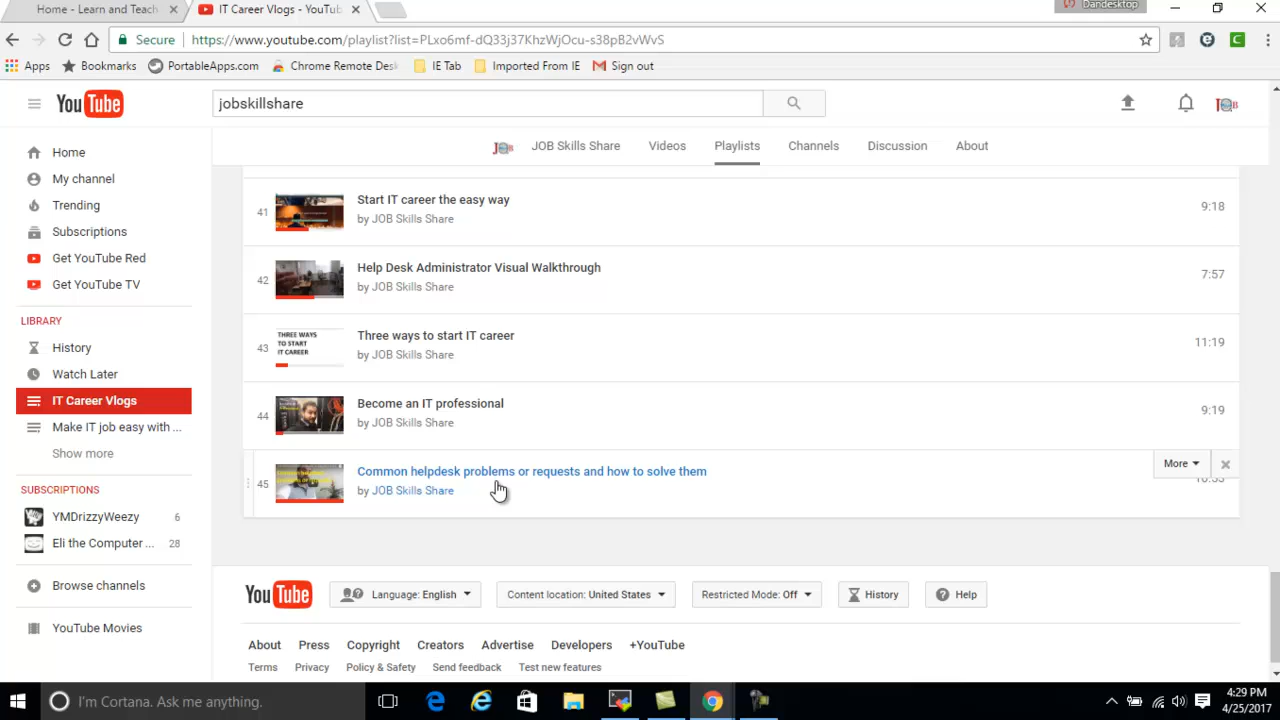 Home - Learn and Teach
IT Career Vlogs - YouTub
Dandesktop
Secure
https://www.youtube.com/playlist?list=PLxo6mf-dQ33j37KhzWjOcu-s38pB2vWvS
Apps
Bookmarks
PortableApps.com
Chrome Remote Desk
IE Tab
Imported From IE
Sign out
YouTube
jobskillshare
JOB
JOB Skills Share
Videos
Playlists
Channels
Discussion
About
Home
My channel
Trending
Subscriptions
Get YouTube Red
Get YouTube TV
LIBRARY
History
Watch Later
IT Career Vlogs
Make IT job easy with ...
Show more
SUBSCRIPTIONS
YMDrizzyWeezy 6
Eli the Computer ... 28
Browse channels
YouTube Movies
41
Start IT career the easy way
by JOB Skills Share
9:18
42
Help Desk Administrator Visual Walkthrough
by JOB Skills Share
7:57
43
THREE WAYS
TO START
IT CAREER
Three ways to start IT career
by JOB Skills Share
11:19
44
Become an IT professional
by JOB Skills Share
9:19
45
Common helpdesk problems or requests and how to solve them
by JOB Skills Share
More
YouTube
Language: English
Content location: United States
Restricted Mode: Off
History
Help
About
Press
Copyright
Creators
Advertise
Developers
+YouTube
Terms
Privacy
Policy & Safety
Send feedback
Test new features
I'm Cortana. Ask me anything.
4:29 PM
4/25/2017